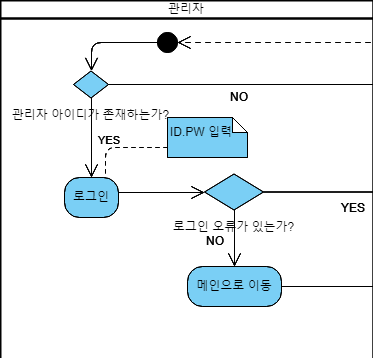 관리자
NO
관리자 아이디가 존재하는가?
YES
ID.PW 입력
로그인
YES
로그인 오류가 있는가?
NO
메인으로 이동